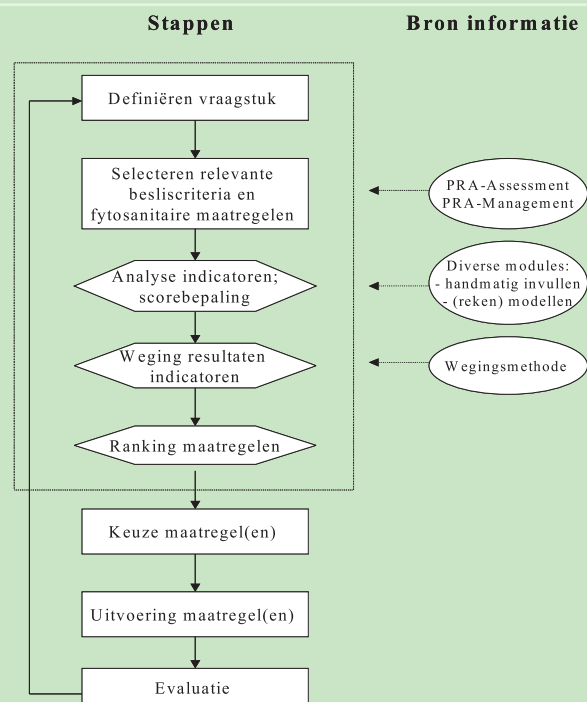 Stappen
Bron informatie
Definiëren vraagstuk
Selecteren relevante
besliscriteria en
fytosanitaire maatregelen
PRA-Assessment
PRA-Management
Analyse indicatoren;
scorebepaling
Diverse modules:
- handmatig invullen
- (reken) modellen
Weging resultaten
indicatoren
Wegingsmethode
Ranking maatregelen
Keuze maatregel(en)
Uitvoering maatregel(en)
Evaluatie